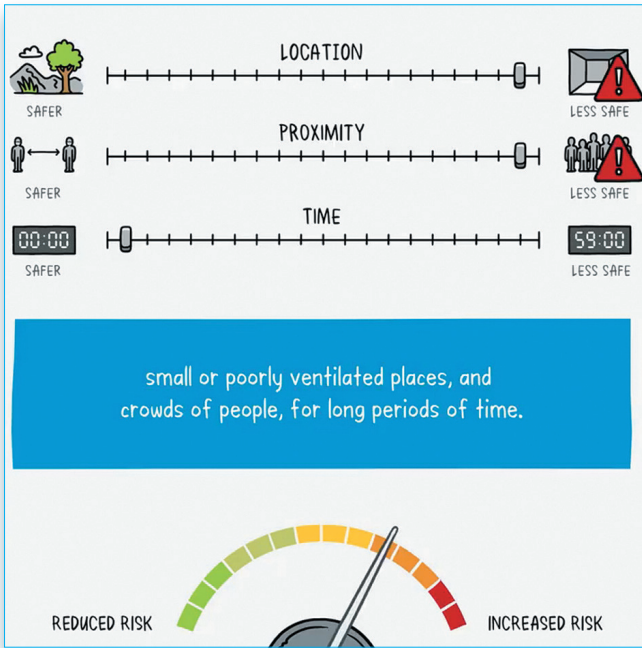 LOCATION
SAFER
LESS SAFE
PROXIMITY
SAFER
LESS SAFE
TIME
00:00
59:00
SAFER
LESS SAFE
small or poorly ventilated places, and
crowds of people, for long periods of time.
REDUCED RISK
INCREASED RISK